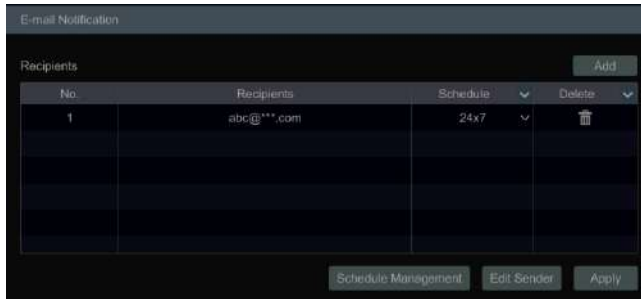 E-mail Notification
Recipients Add
No. Recipients Schedule Delete
1 abc@***.com 24x7
Schedule Management Edit Sender Apply